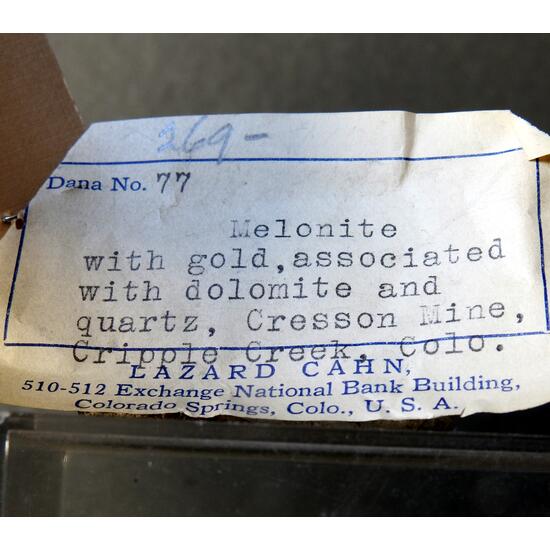 269-
Dana No. 77
Melonite
with gold,associated
with dolomite and
quartz, Cresson Mine,
Cripple Creek, Colo.
LAZARD CAHN,
510-512 Exchange National Bank Building,
Colorado Springs, Colo., U. S. A.